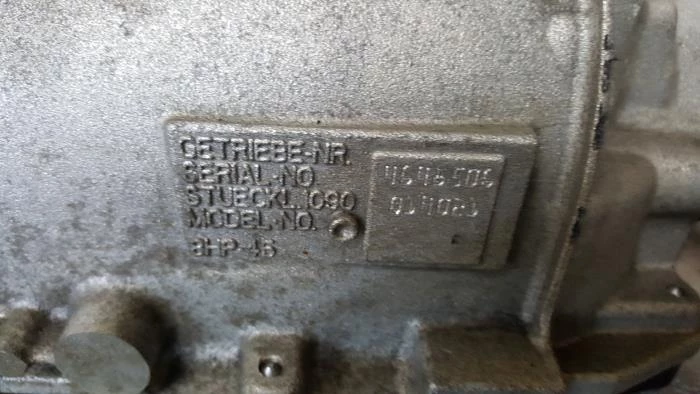 GETRIEBE-NR.
SERIAL-NO
STUECKL.1090
MODEL-NO.
8HP-45